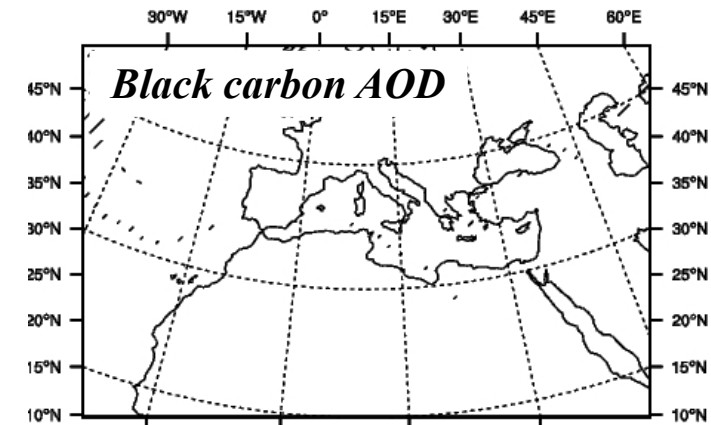 30°W 15°W 0° 15°E 30°E 45°E 60°E
Black carbon AOD
45°N 45°N
40°N 40°N
35°N 35°N
30°N 30°N
25°N 25°N
20°N 20°N
15°N 15°N
10°N 10°N